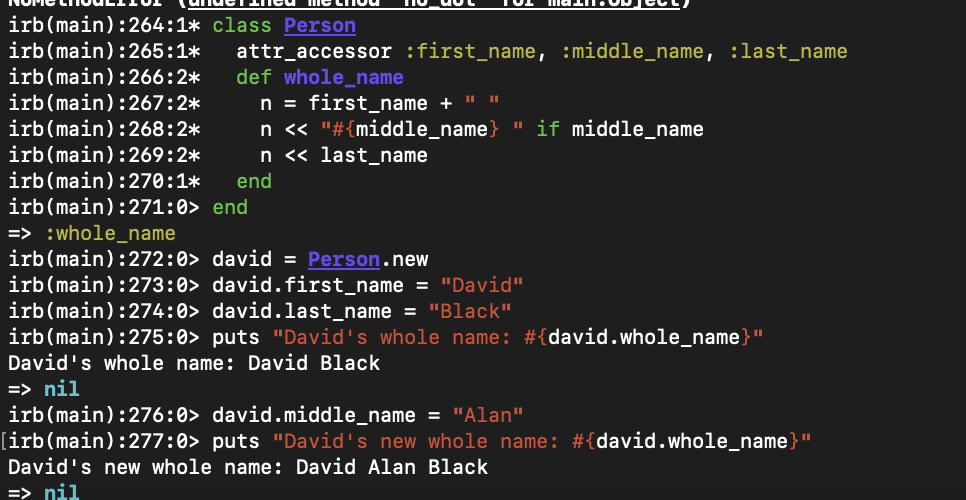 NoMethodError (undefined method `no_dot' for main:Object)
irb(main):264:1* class Person
irb(main):265:1*   attr_accessor :first_name, :middle_name, :last_name
irb(main):266:2*   def whole_name
irb(main):267:2*     n = first_name + " "
irb(main):268:2*     n << "#{middle_name} " if middle_name
irb(main):269:2*     n << last_name
irb(main):270:1*   end
irb(main):271:0> end
=> :whole_name
irb(main):272:0> david = Person.new
irb(main):273:0> david.first_name = "David"
irb(main):274:0> david.last_name = "Black"
irb(main):275:0> puts "David's whole name: #{david.whole_name}"
David's whole name: David Black
=> nil
irb(main):276:0> david.middle_name = "Alan"
[irb(main):277:0> puts "David's new whole name: #{david.whole_name}"
David's new whole name: David Alan Black
=> nil